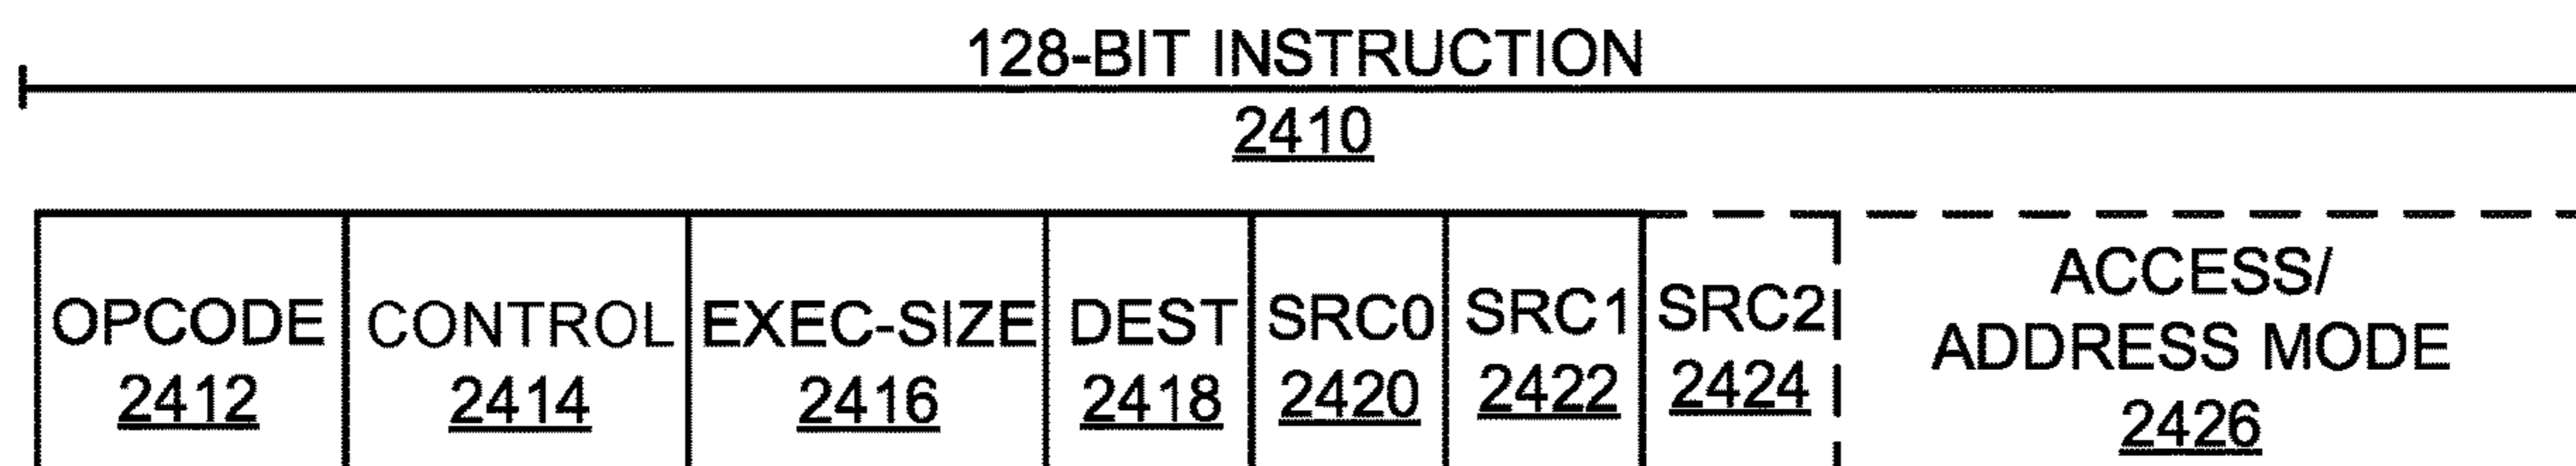 128-BIT INSTRUCTION
2410
OPCODE
2412
CONTROL
2414
EXEC-SIZE
2416
DEST
2418
SRC0
2420
SRC1
2422
SRC2
2424
ACCESS/
ADDRESS MODE
2426